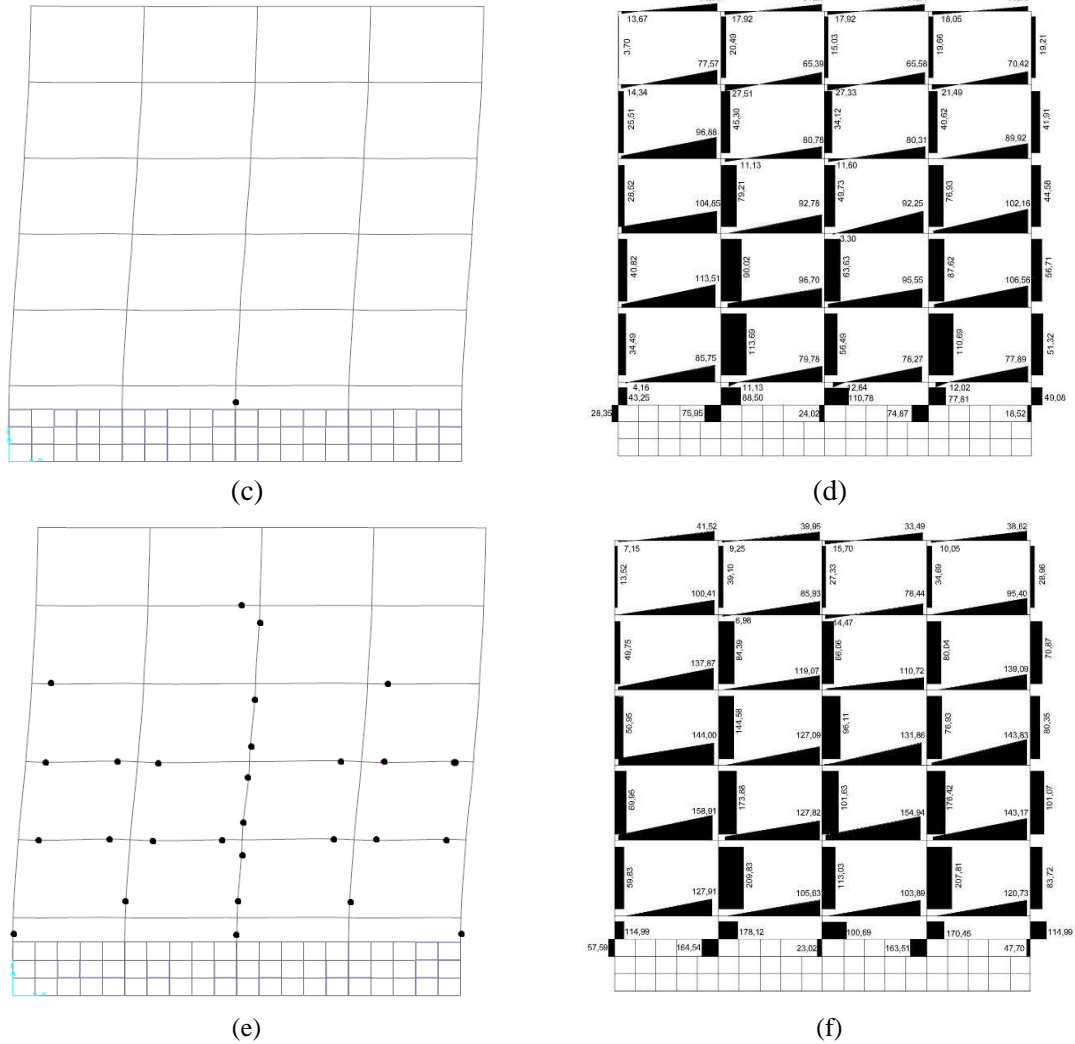 13,67 17,92 17,92 18,05
3,70 20,49 15,03 19,66 19,21
77,57 65,39 65,58 70,42
14,34 27,51 27,33 21,49
25,51 45,30 34,12 40,62 41,91
96,88 80,78 80,31 89,92
11,13 11,60
28,52 79,21 49,73 76,93 44,58
104,85 92,78 92,25 102,16
3,30
40,82 90,02 63,63 87,62 56,71
113,51 96,70 95,55 106,56
34,49 113,69 56,49 110,69 51,32
85,75 79,78 78,27 77,89
4,16 11,13 12,64 12,02
43,25 88,50 110,78 77,81 49,08
28,35 75,95 24,02 74,87 18,52
(c)
(d)
41,52 39,95 33,49 38,62
7,15 9,25 15,70 10,05
13,52 39,10 27,33 34,69 28,96
100,41 85,93 78,44 95,40
6,98 14,47
49,75 84,39 66,06 80,04 70,87
137,87 119,07 110,72 139,09
50,95 144,58 96,11 76,93 80,35
144,00 127,09 131,86 143,83
69,95 173,88 101,63 176,42 101,07
158,91 127,82 154,94 143,17
59,83 209,83 113,03 207,81 83,72
127,91 105,63 103,89 120,73
114,99 178,12 100,69 170,45 114,99
57,59 164,54 23,02 163,51 47,70
(e)
(f)